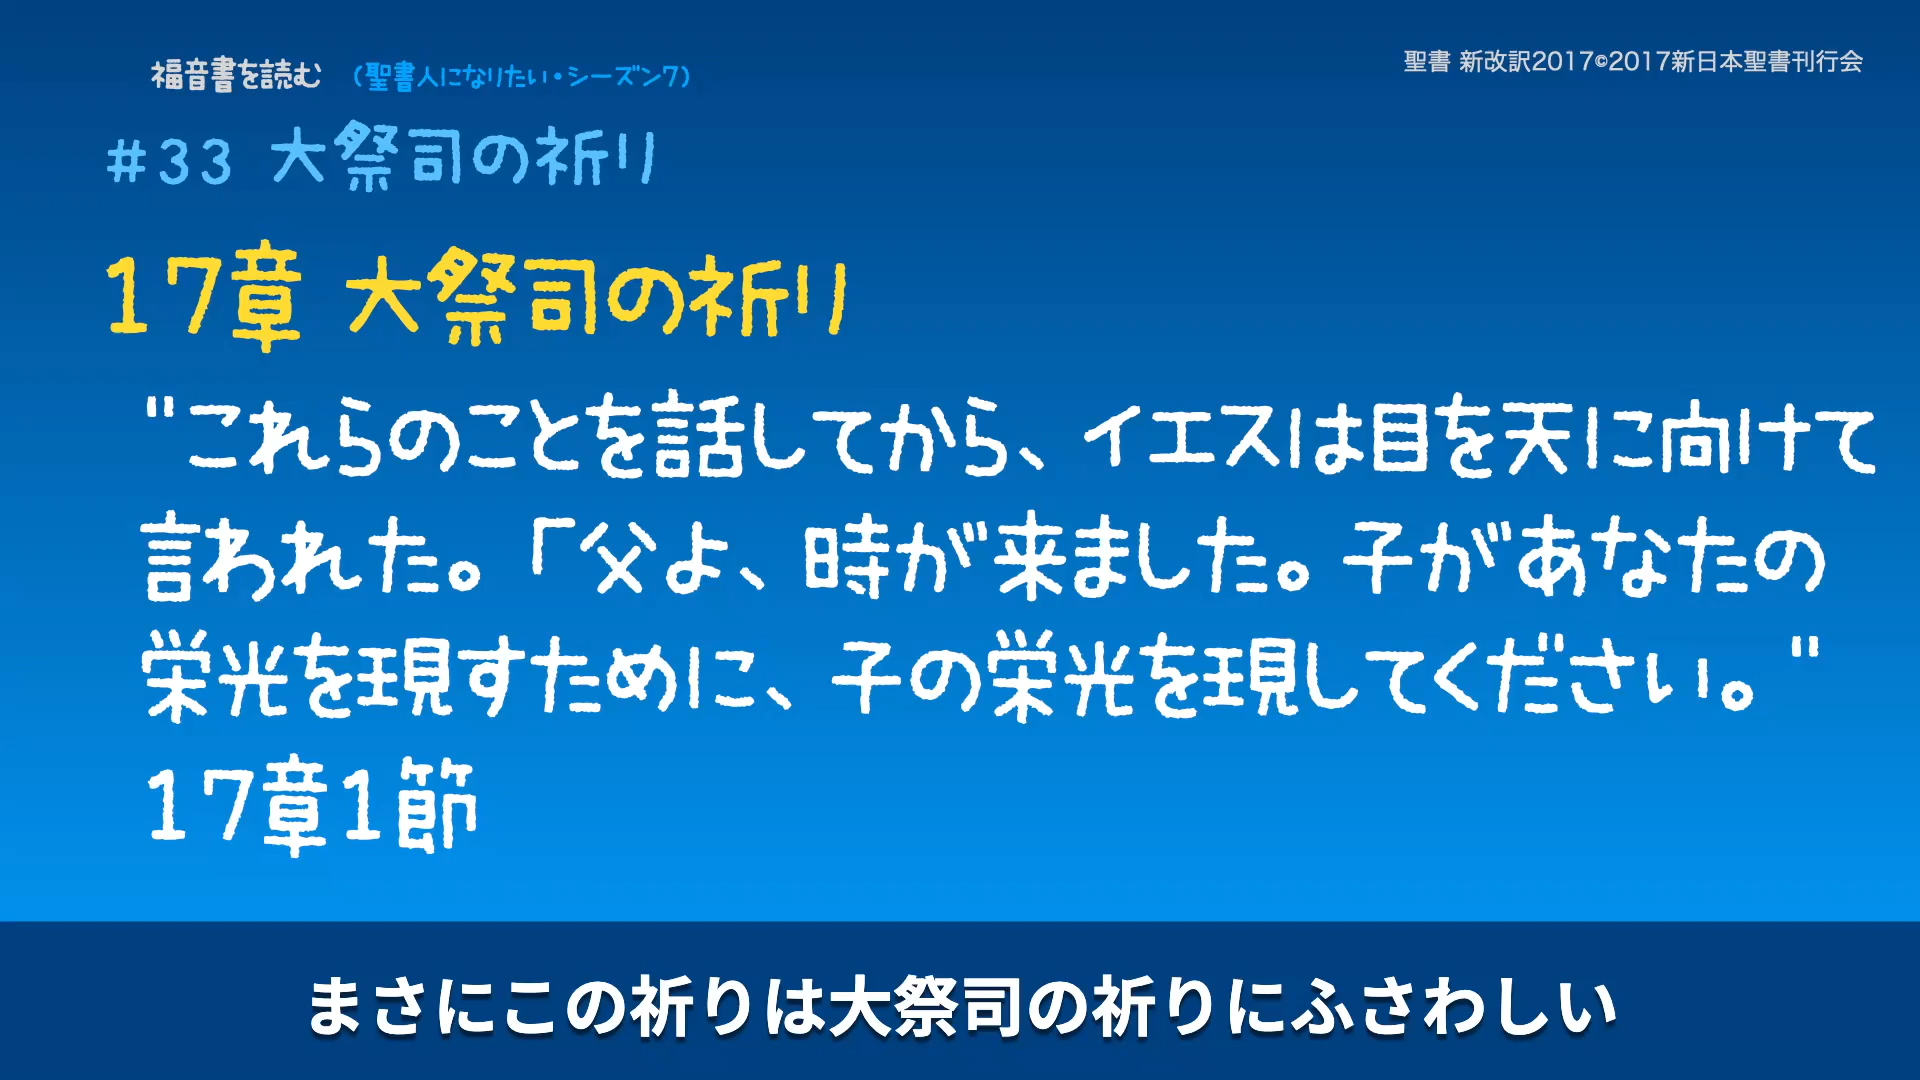 福音書を読む (聖書人になりたい・シーズン7)
聖書 新改訳2017©2017新日本聖書刊行会
#33 大祭司の祈り
17章 大祭司の祈り
"これらのことを話してから、イエスは目を天に向けて
言われた。「父よ、時が来ました。子があなたの
栄光を現すために、子の栄光を現してください。"
17章1節
まさにこの祈りは大祭司の祈りにふさわしい